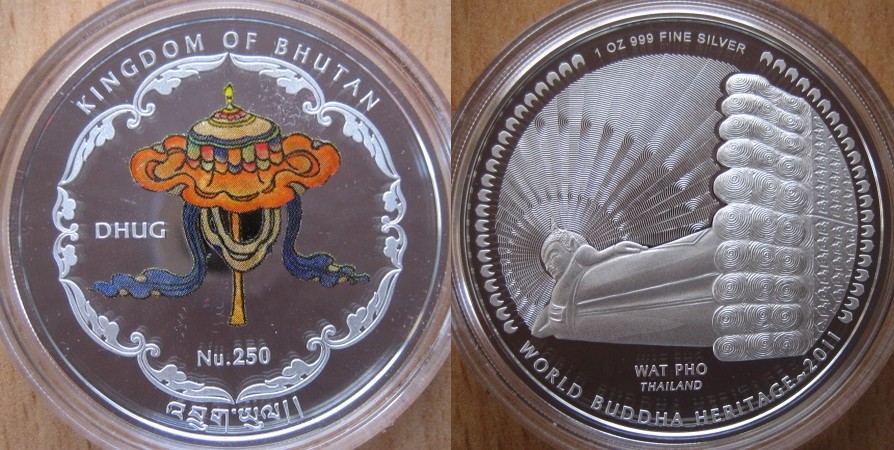 KINGDOM OF BHUTAN
DHUG
Nu.250
འབྲུག་ཡུལ།།
1 OZ 999 FINE SILVER
WAT PHO
THAILAND
WORLD BUDDHA HERITAGE~2011